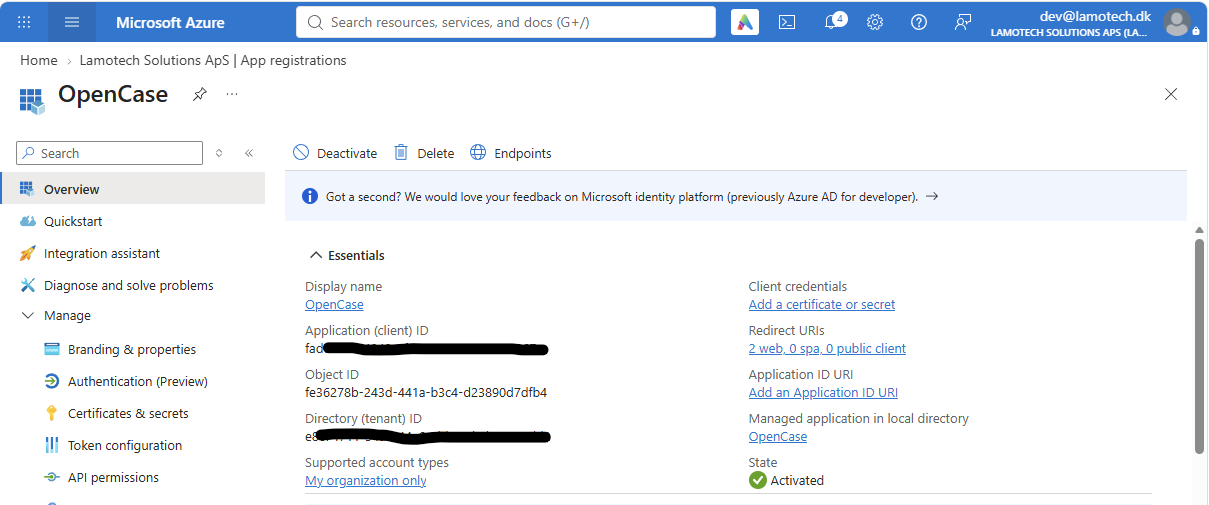 Microsoft Azure
Search resources, services, and docs (G+/)
4
dev@lamotech.dk
LAMOTECH SOLUTIONS APS (LA...
Home > Lamotech Solutions ApS | App registrations
OpenCase
Search
Deactivate
Delete
Endpoints
Overview
Got a second? We would love your feedback on Microsoft identity platform (previously Azure AD for developer).
Quickstart
Integration assistant
Diagnose and solve problems
Manage
Branding & properties
Authentication (Preview)
Certificates & secrets
Token configuration
API permissions
Essentials
Display name
OpenCase
Application (client) ID
fad
Object ID
fe36278b-243d-441a-b3c4-d23890d7dfb4
Directory (tenant) ID
Supported account types
My organization only
Client credentials
Add a certificate or secret
Redirect URIs
2 web, 0 spa, 0 public client
Application ID URI
Add an Application ID URI
Managed application in local directory
OpenCase
State
Activated